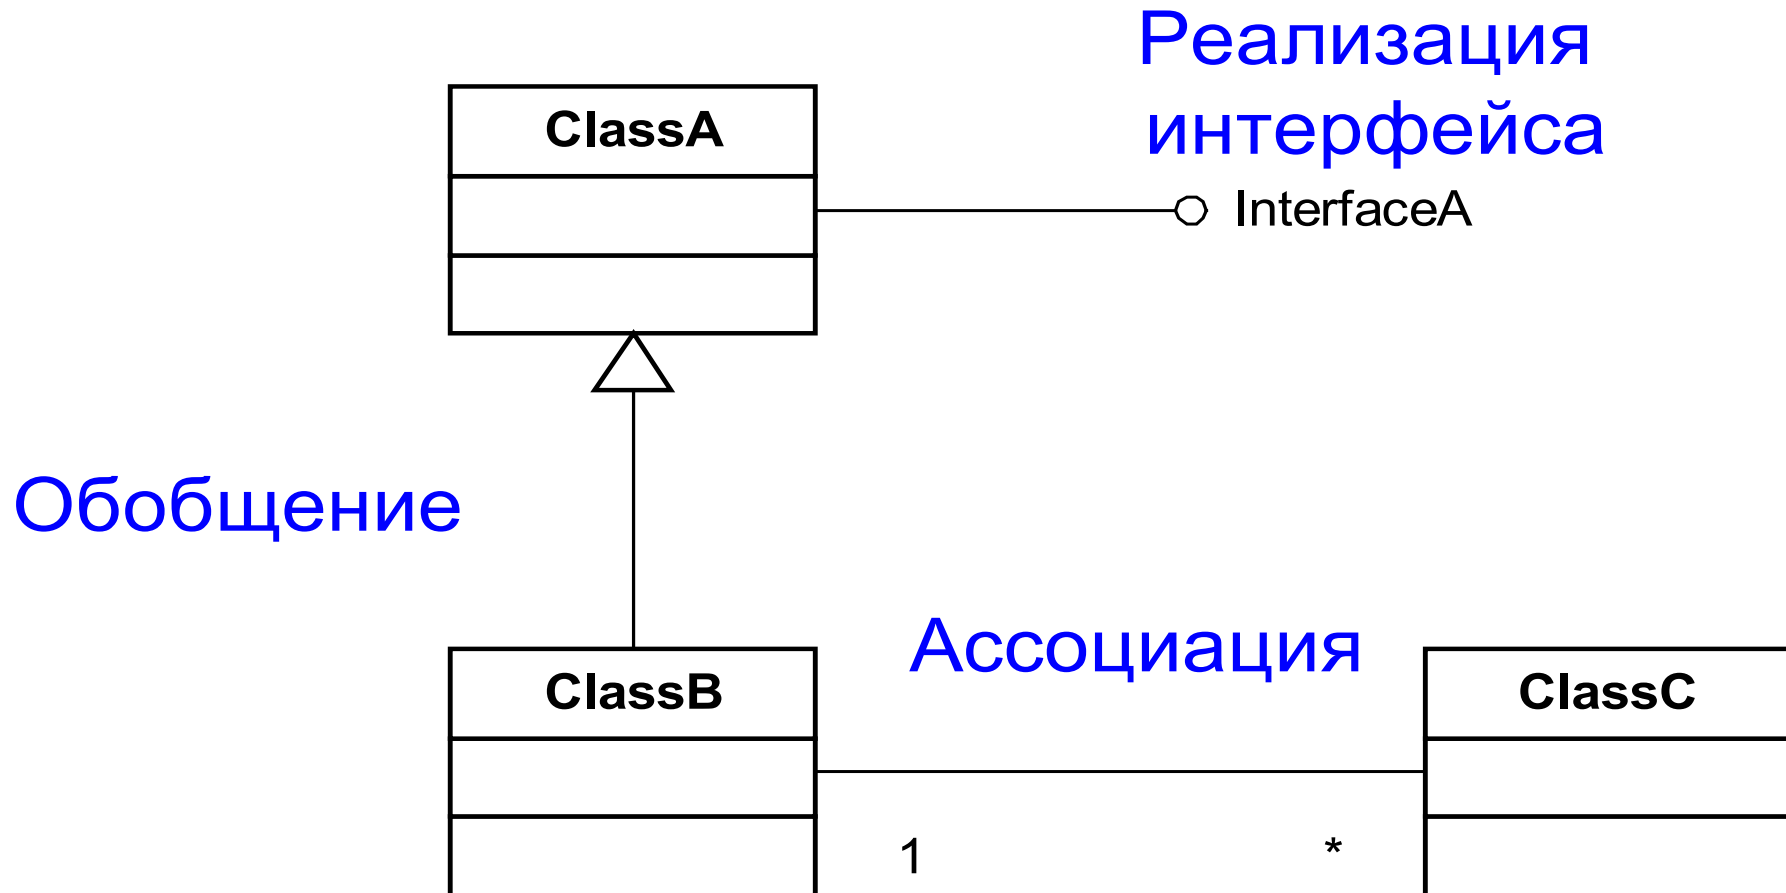 Реализация
интерфейса
ClassA
InterfaceA
Обобщение
Ассоциация
ClassB
ClassC
1
*